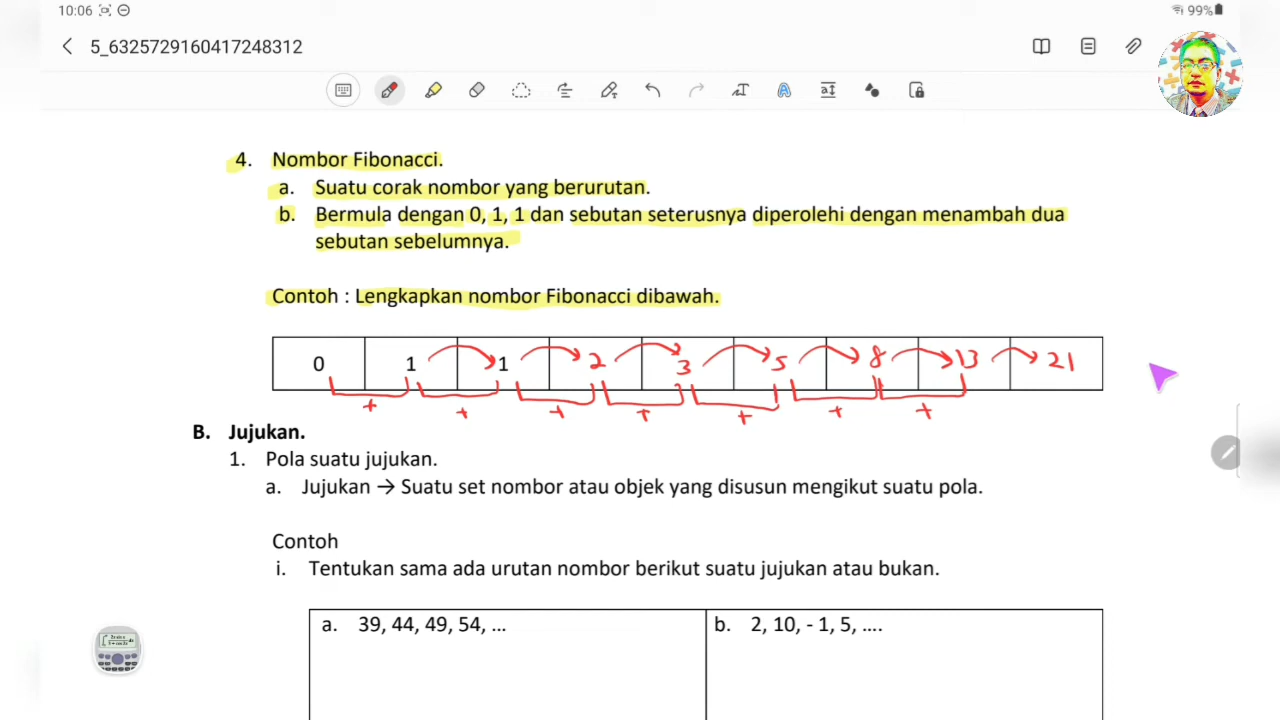 10:06 99%
5_6325729160417248312
4. Nombor Fibonacci.
a. Suatu corak nombor yang berurutan.
b. Bermula dengan 0, 1, 1 dan sebutan seterusnya diperolehi dengan menambah dua
sebutan sebelumnya.
Contoh : Lengkapkan nombor Fibonacci dibawah.
0 1 1 2 3 5 8 13 21
+ + + + + + +
B. Jujukan.
1. Pola suatu jujukan.
a. Jujukan → Suatu set nombor atau objek yang disusun mengikut suatu pola.
Contoh
i. Tentukan sama ada urutan nombor berikut suatu jujukan atau bukan.
a. 39, 44, 49, 54, ... b. 2, 10, - 1, 5, ....